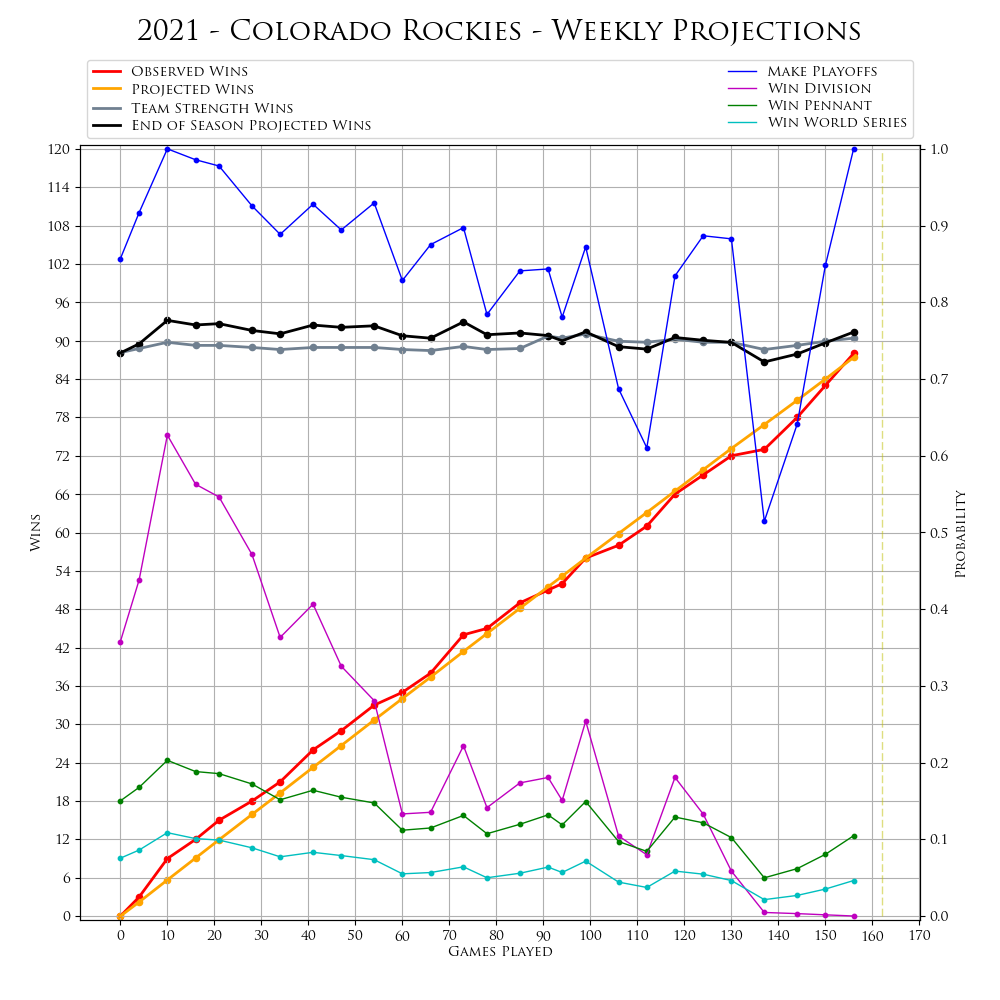 2021 - Colorado Rockies - Weekly Projections
Observed Wins
Projected Wins
Team Strength Wins
End of Season Projected Wins
Make Playoffs
Win Division
Win Pennant
Win World Series
120
114
108
102
96
90
84
78
72
66
60
54
48
42
36
30
24
18
12
6
0
Wins
1.0
0.9
0.8
0.7
0.6
0.5
0.4
0.3
0.2
0.1
0.0
Probability
0 10 20 30 40 50 60 70 80 90 100 110 120 130 140 150 160 170
Games Played